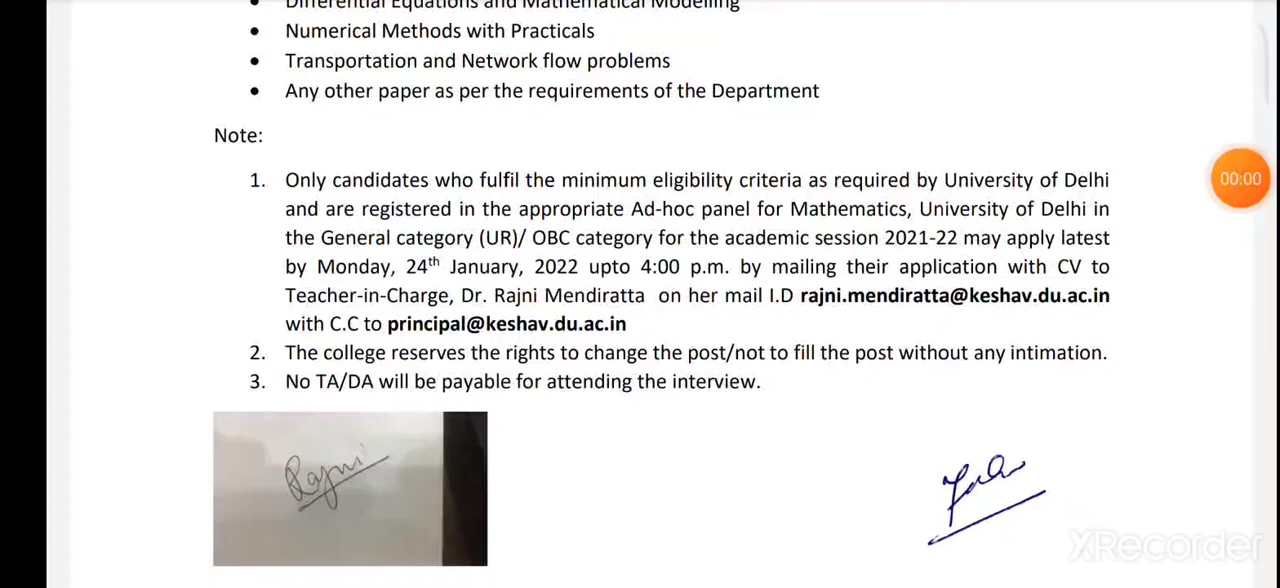 Differential Equations and Mathematical Modelling
• Numerical Methods with Practicals
• Transportation and Network flow problems
• Any other paper as per the requirements of the Department
Note:
1. Only candidates who fulfil the minimum eligibility criteria as required by University of Delhi
and are registered in the appropriate Ad-hoc panel for Mathematics, University of Delhi in
the General category (UR)/ OBC category for the academic session 2021-22 may apply latest
by Monday, 24th January, 2022 upto 4:00 p.m. by mailing their application with CV to
Teacher-in-Charge, Dr. Rajni Mendiratta on her mail I.D rajni.mendiratta@keshav.du.ac.in
with C.C to principal@keshav.du.ac.in
2. The college reserves the rights to change the post/not to fill the post without any intimation.
3. No TA/DA will be payable for attending the interview.
Rajni
00:00
XRecorder